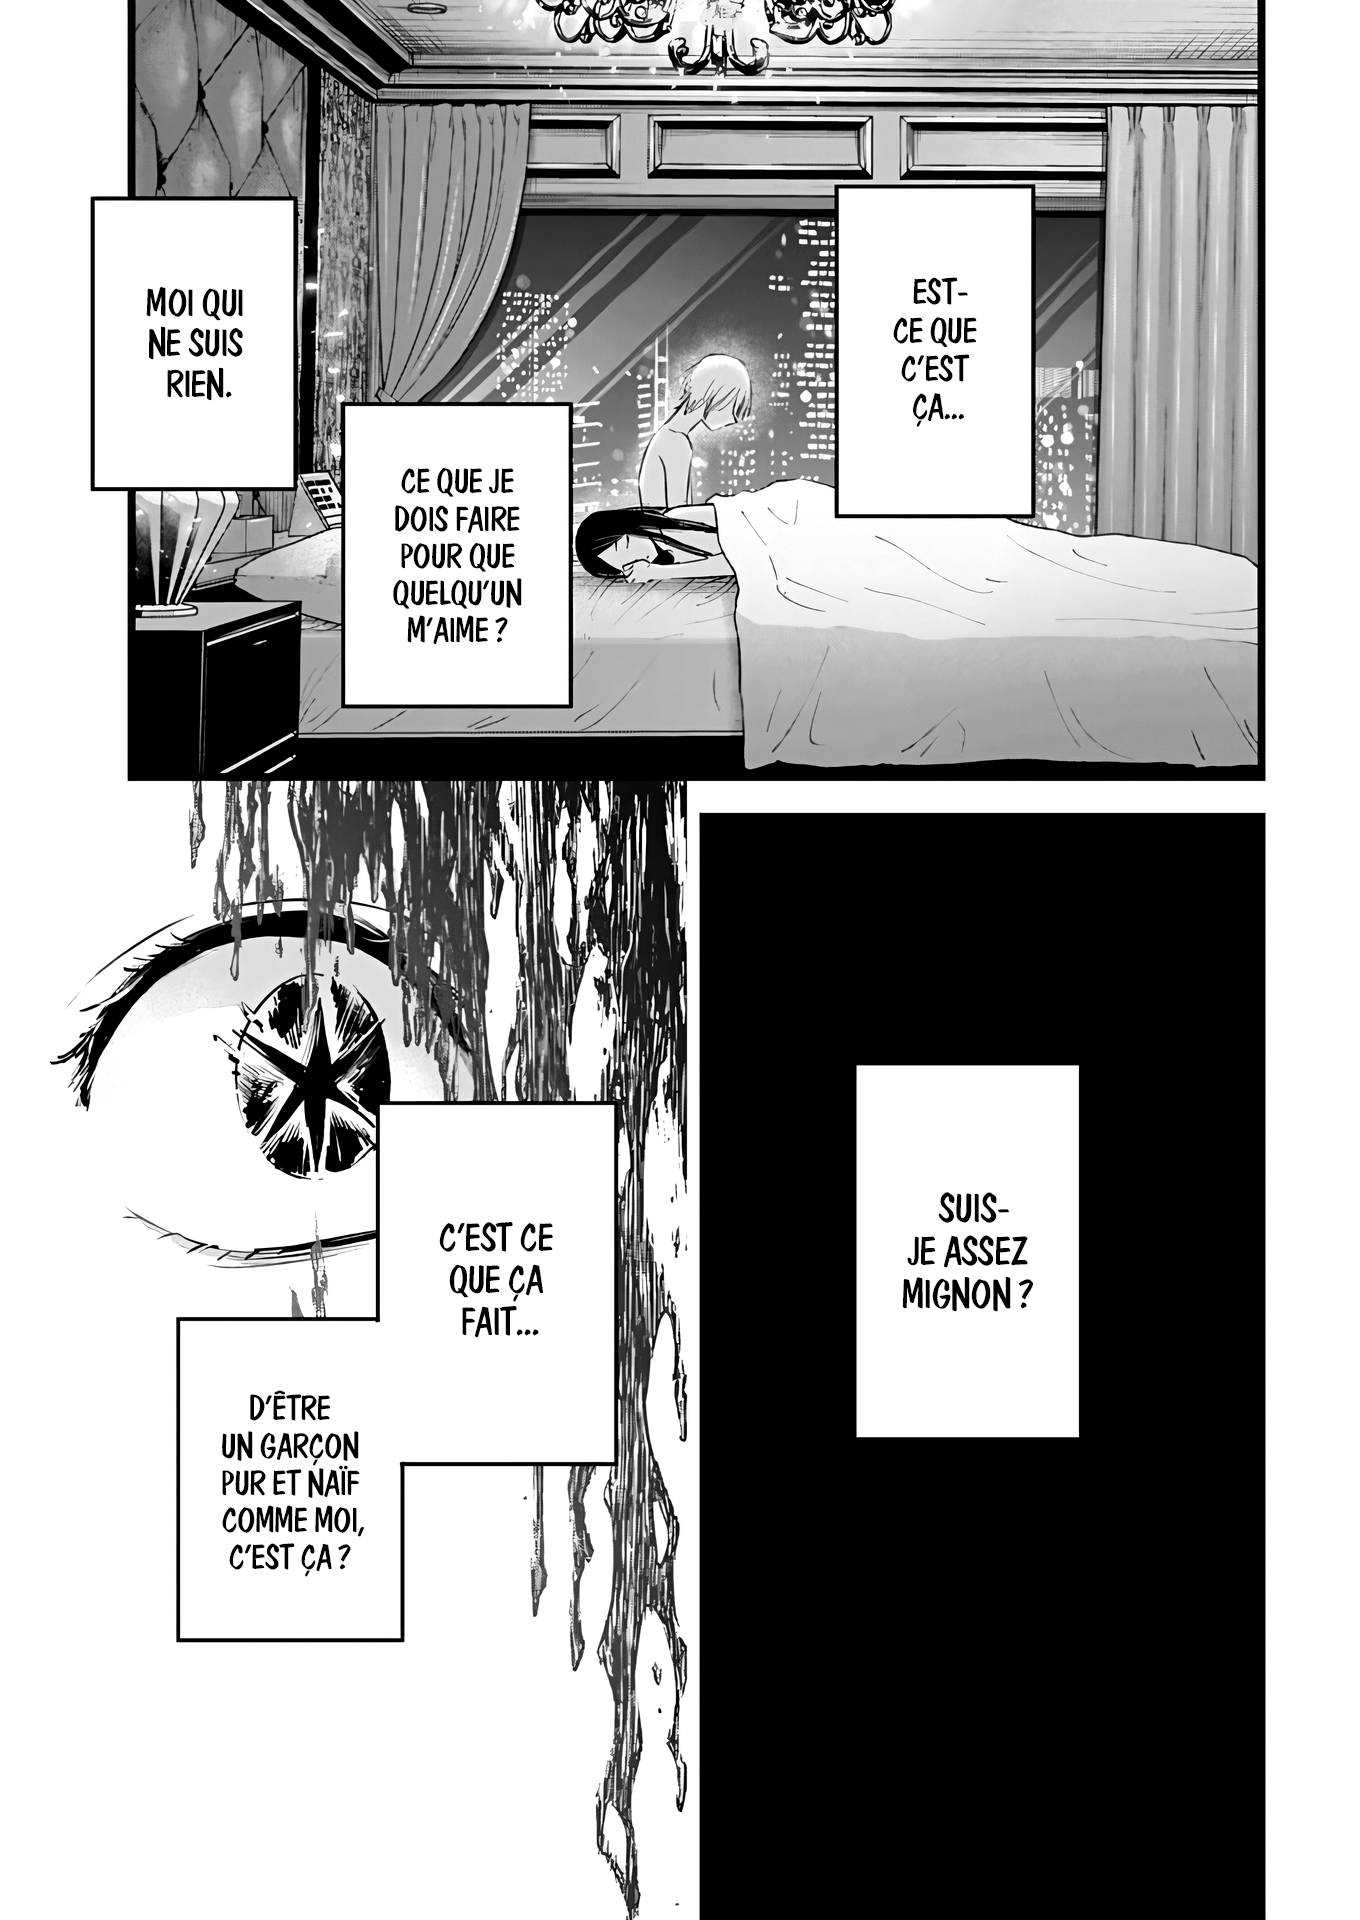 EST-
CE QUE
C'EST
ÇA...
CE QUE JE
DOIS FAIRE
POUR QUE
QUELQU'UN
M'AIME ?
MOI QUI
NE SUIS
RIEN.
SUIS-
JE ASSEZ
MIGNON ?
C'EST CE
QUE ÇA
FAIT...
D'ÊTRE
UN GARÇON
PUR ET NAÏF
COMME MOI,
C'EST ÇA ?